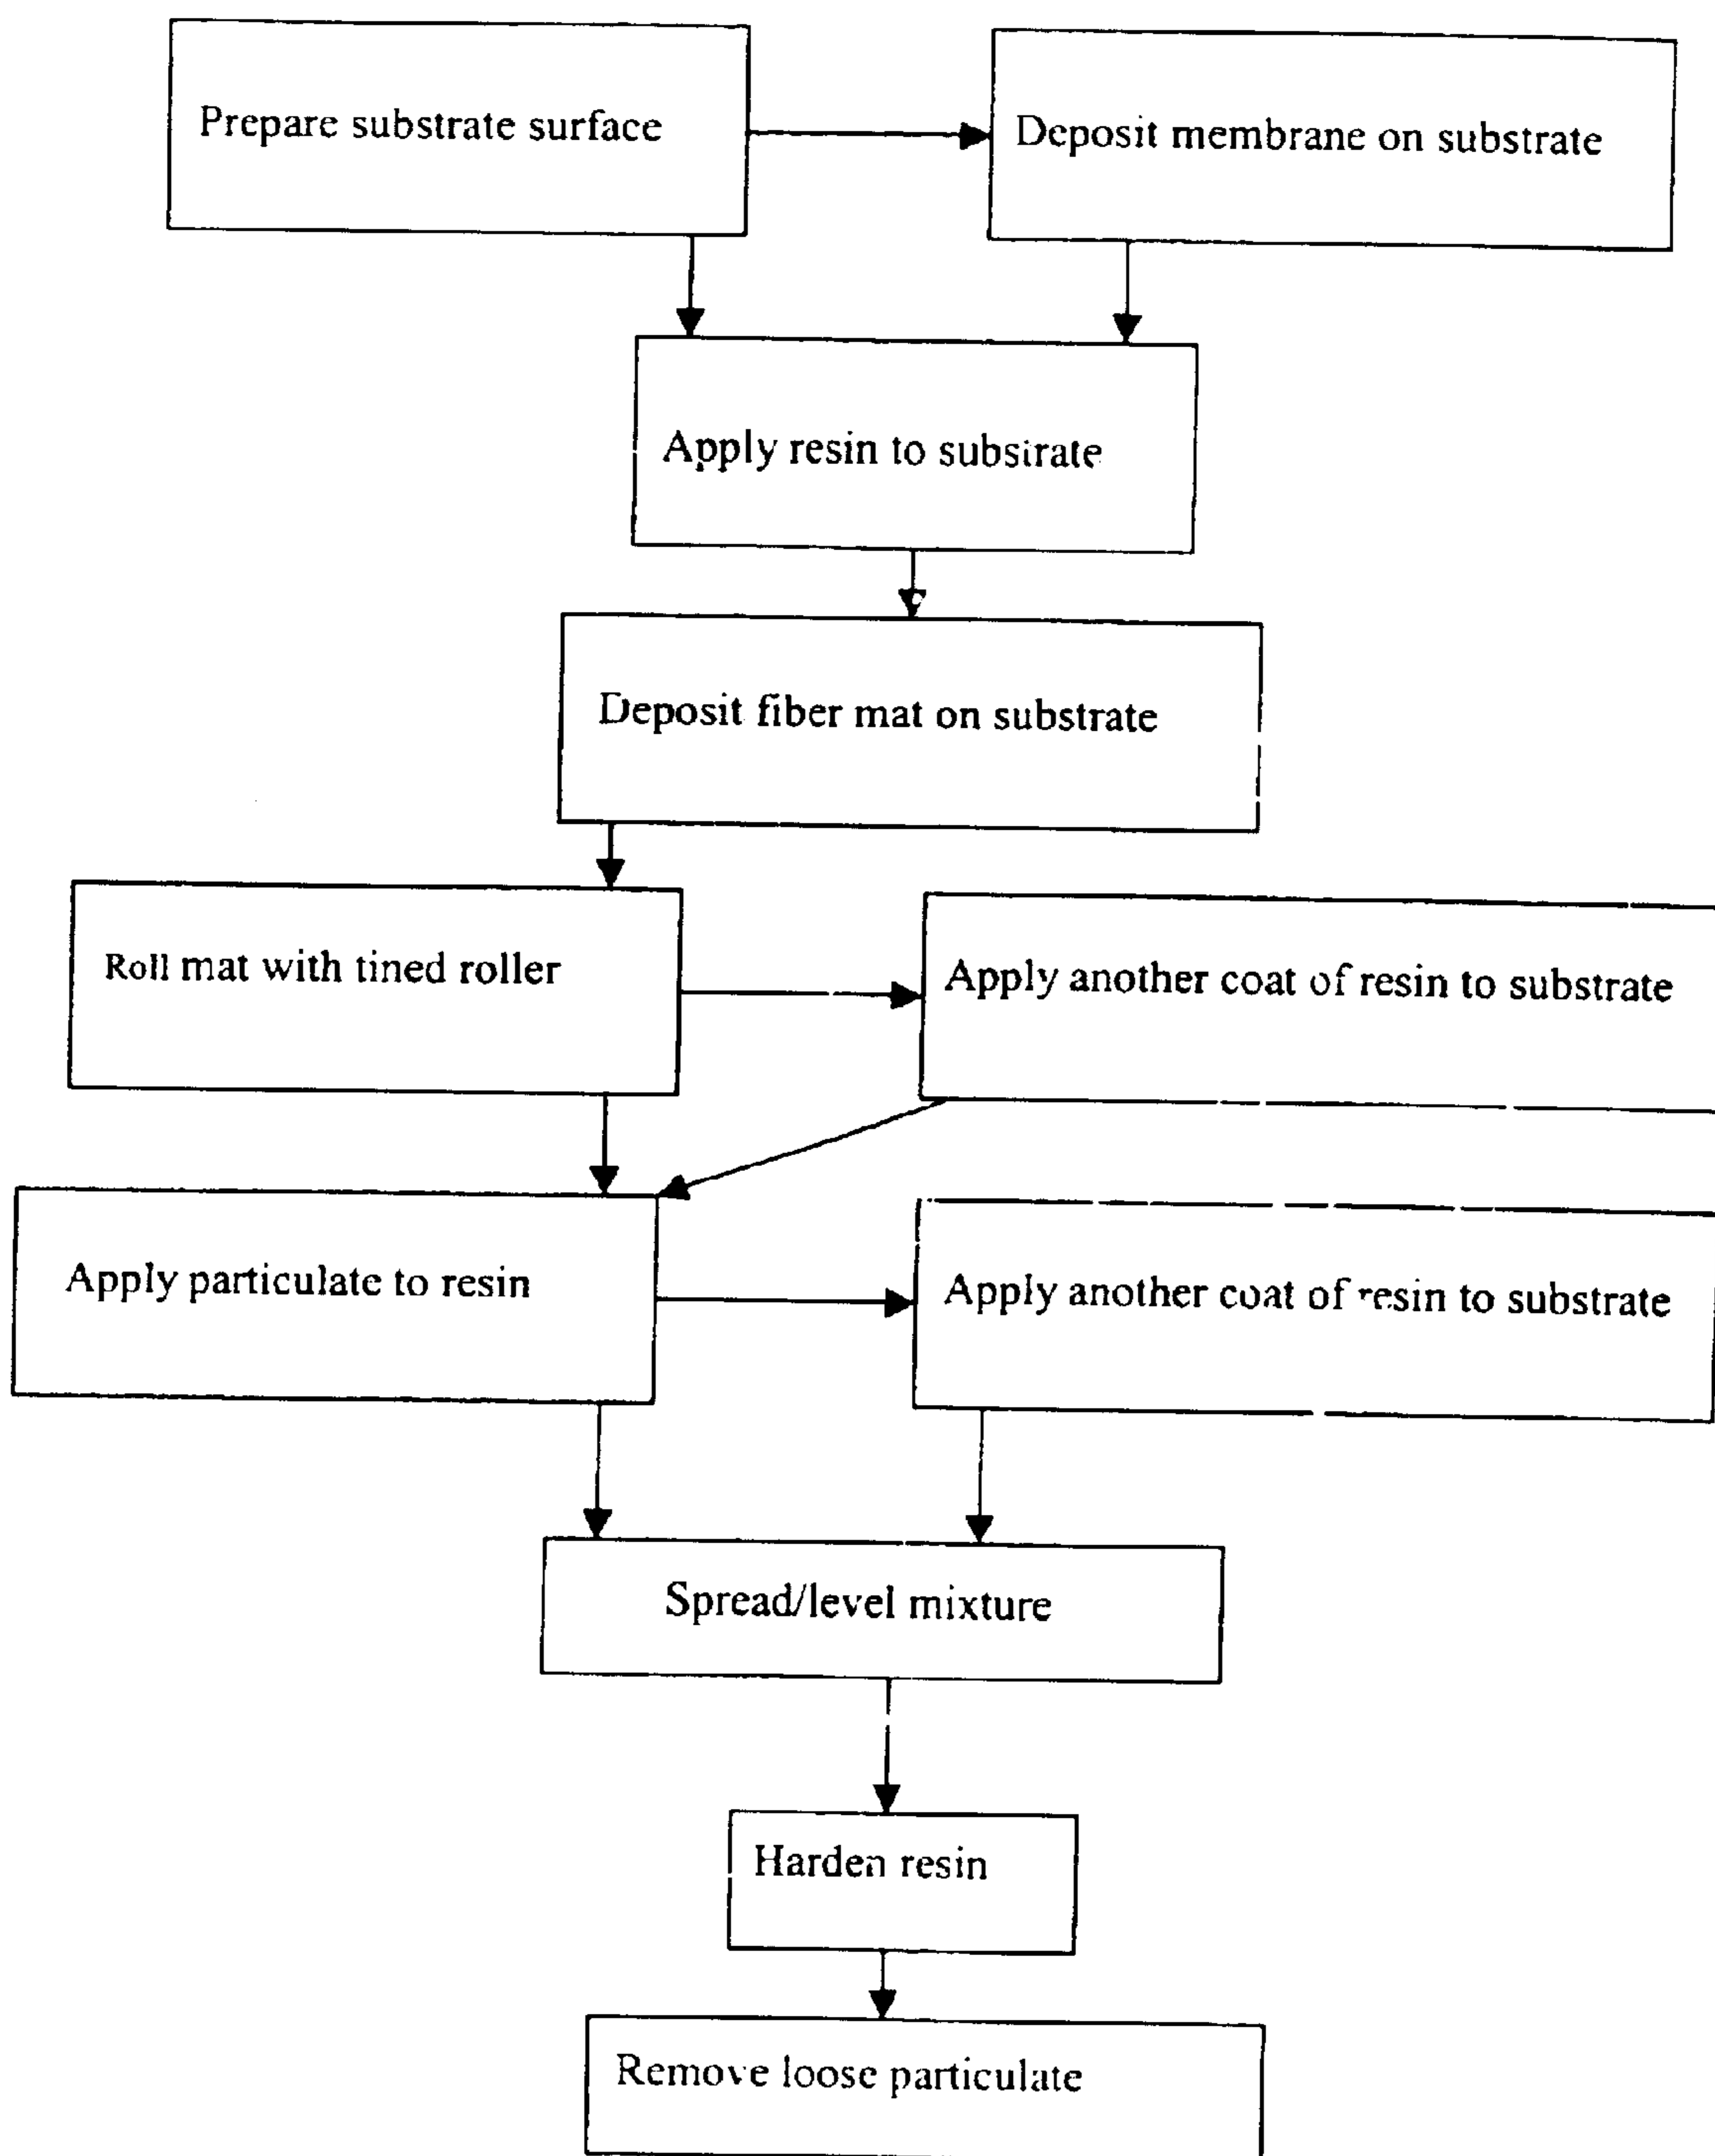 Prepare substrate surface
Deposit membrane on substrate
Apply resin to substrate
Deposit fiber mat on substrate
Roll mat with tined roller
Apply another coat of resin to substrate
Apply particulate to resin
Apply another coat of resin to substrate
Spread/level mixture
Harden resin
Remove loose particulate